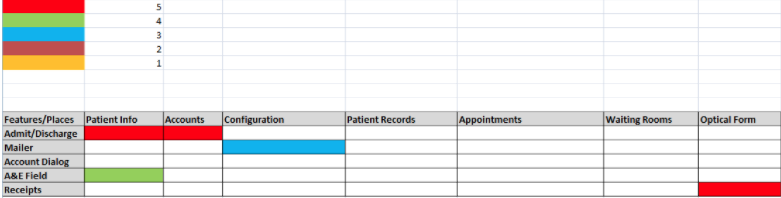 5
4
3
2
1
Features/Places Patient Info Accounts Configuration Patient Records Appointments Waiting Rooms Optical Form
Admit/Discharge
Mailer
Account Dialog
A&E Field
Receipts